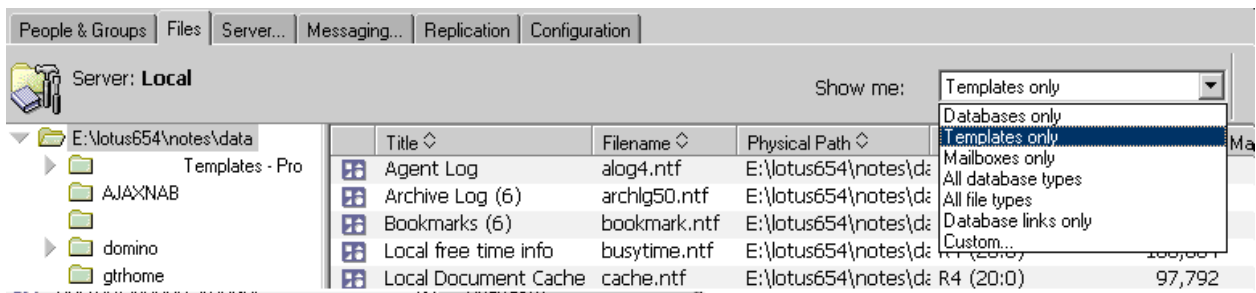 People & Groups Files Server... Messaging... Replication Configuration
Server: Local
Show me: Templates only
Databases only
Templates only
Mailboxes only
All database types
All file types
Database links only
Custom...
E:\lotus654\notes\data
Templates - Pro
AJAXNAB
domino
gtrhome
Title Filename Physical Path
Agent Log alog4.ntf E:\lotus654\notes\da
Archive Log (6) archlg50.ntf E:\lotus654\notes\da
Bookmarks (6) bookmark.ntf E:\lotus654\notes\da
Local free time info busytime.ntf E:\lotus654\notes\da
Local Document Cache cache.ntf E:\lotus654\notes\da R4 (20:0) 97,792